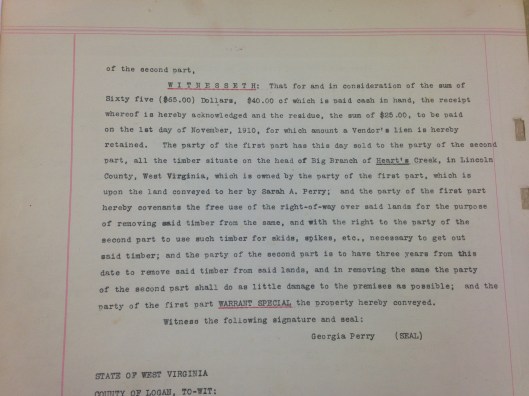 of the second part,
W I T N E S S E T H: That for and in consideration of the sum of
Sixty five ($65.00) Dollars, $40.00 of which is paid cash in hand, the receipt
whereof is hereby acknowledged and the residue, the sum of $25.00, to be paid
on the 1st day of November, 1910, for which amount a Vendor's lien is hereby
retained. The party of the first part has this day sold to the party of the second
part, all the timber situate on the head of Big Branch of Heart's Creek, in Lincoln
County, West Virginia, which is owned by the party of the first part, which is
upon the land conveyed to her by Sarah A. Perry; and the party of the first part
hereby covenants the free use of the right-of-way over said lands for the purpose
of removing said timber from the same, and with the right to the party of the
second part to use such timber for skids, spikes, etc., necessary to get out
said timber; and the party of the second part is to have three years from this
date to remove said timber from said lands, and in removing the same the party
of the second part shall do as little damage to the premises as possible; and the
party of the first part WARRANT SPECIAL the property hereby conveyed.
Witness the following signature and seal:
Georgia Perry (SEAL)
STATE OF WEST VIRGINIA
COUNTY OF LOGAN, TO-WIT: